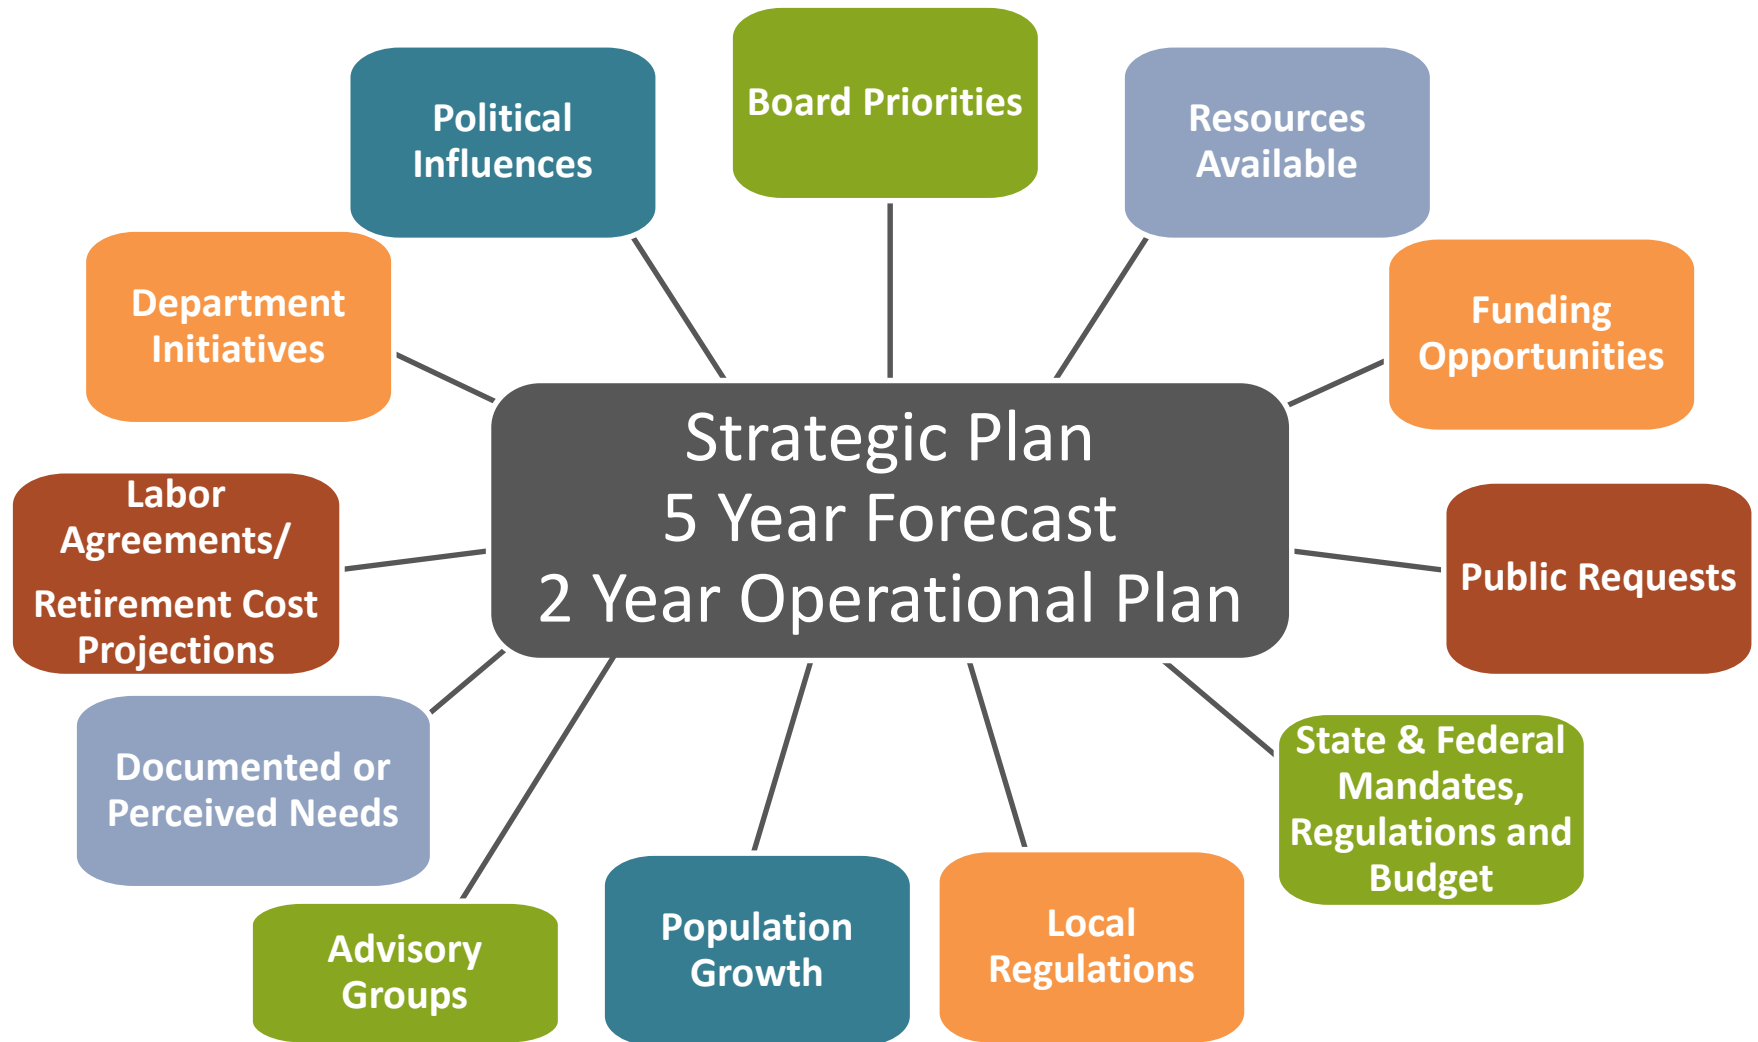 Board Priorities
Political
Influences
Resources
Available
Department
Initiatives
Funding
Opportunities
Strategic Plan
5 Year Forecast
2 Year Operational Plan
Labor
Agreements/
Retirement Cost
Projections
Public Requests
Documented or
Perceived Needs
State & Federal
Mandates,
Regulations and
Budget
Advisory
Groups
Population
Growth
Local
Regulations